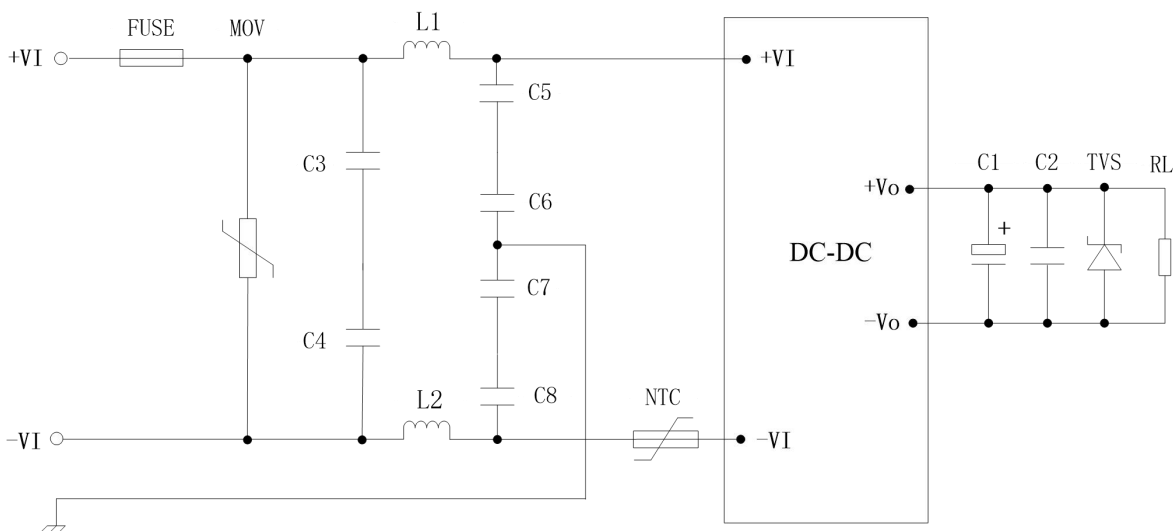 FUSE
MOV
L1
+VI
+VI
C5
C3
C6
C1
C2
TVS
RL
+Vo
+
DC-DC
C7
-Vo
C4
L2
C8
NTC
-VI
-VI